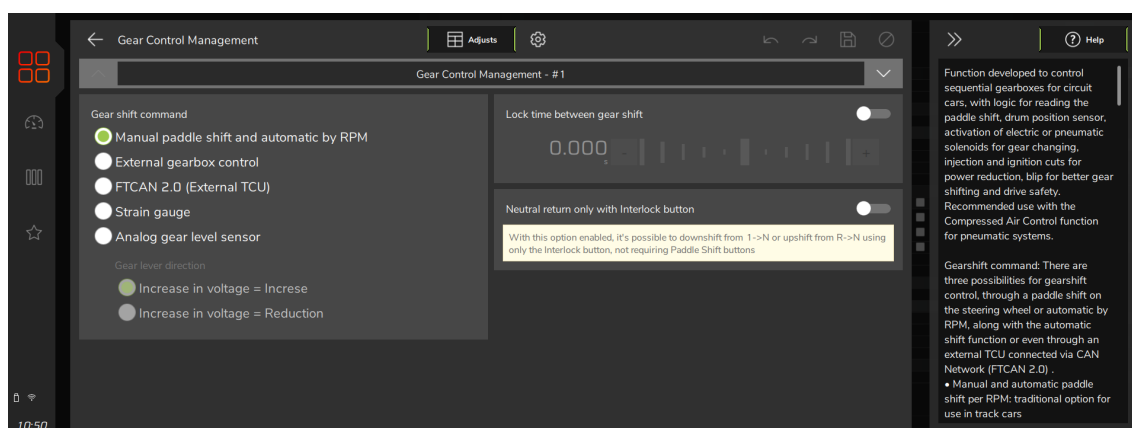 Gear Control Management
Adjusts
Help
Gear Control Management - #1
Gear shift command
Manual paddle shift and automatic by RPM
External gearbox control
FTCAN 2.0 (External TCU)
Strain gauge
Analog gear level sensor
Gear lever direction
Increase in voltage = Increse
Increase in voltage = Reduction
Lock time between gear shift
0.000
s
-
+
Neutral return only with Interlock button
With this option enabled, it's possible to downshift from 1->N or upshift from R->N using
only the Interlock button, not requiring Paddle Shift buttons
Function developed to control
sequential gearboxes for circuit
cars, with logic for reading the
paddle shift, drum position sensor,
activation of electric or pneumatic
solenoids for gear changing,
injection and ignition cuts for
power reduction, blip for better gear
shifting and drive safety.
Recommended use with the
Compressed Air Control function
for pneumatic systems.
Gearshift command: There are
three possibilities for gearshift
control, through a paddle shift on
the steering wheel or automatic by
RPM, along with the automatic
shift function or even through an
external TCU connected via CAN
Network (FTCAN 2.0) .
• Manual and automatic paddle
shift per RPM: traditional option for
use in track cars
10:50